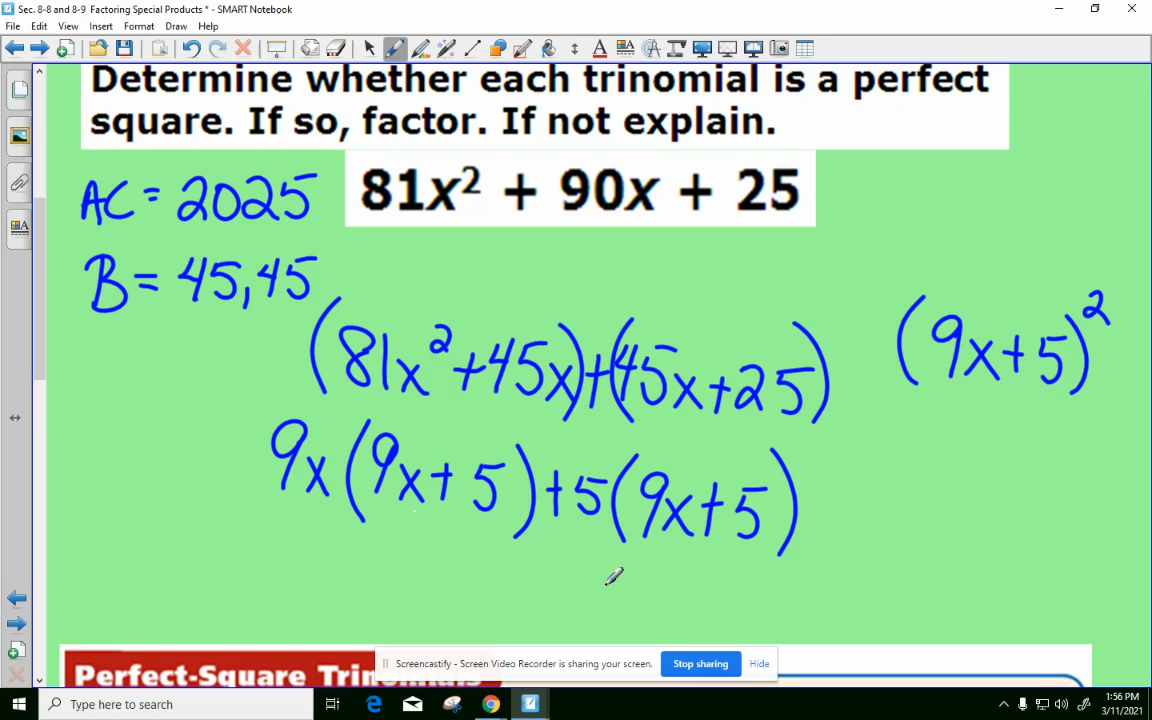 Sec. 8-8 and 8-9 Factoring Special Products * - SMART Notebook
File Edit View Insert Format Draw Help
Determine whether each trinomial is a perfect
square. If so, factor. If not explain.
81x² + 90x + 25
AC = 2025
B = 45,45
(81x²+45x)+(45x+25)
(9x+5)²
9x(9x+5)+5(9x+5)
Perfect-Square Trinomials
Screencastify - Screen Video Recorder is sharing your screen. Stop sharing Hide
Type here to search
1:56 PM
3/11/2021